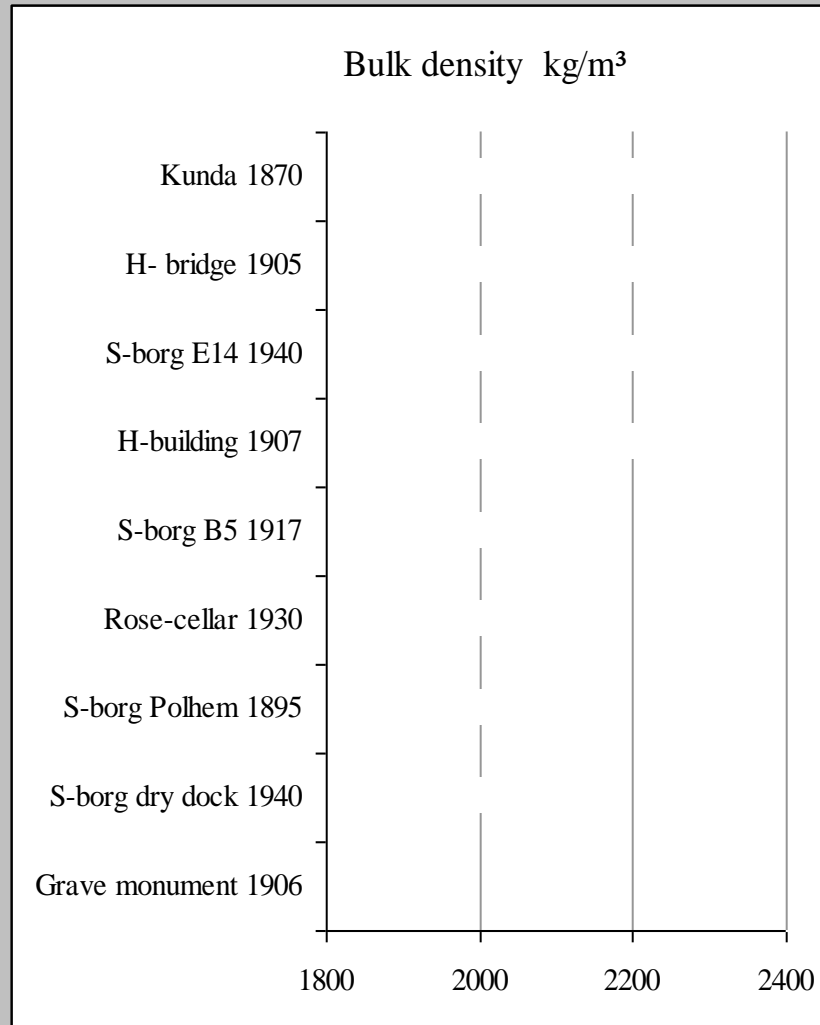 Bulk density kg/m³
Kunda 1870
H- bridge 1905
S-borg E14 1940
H-building 1907
S-borg B5 1917
Rose-cellar 1930
S-borg Polhem 1895
S-borg dry dock 1940
Grave monument 1906
1800 2000 2200 2400